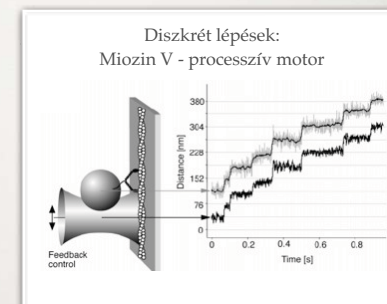 Diszkrét lépések:
Miozin V - processzív motor
Distance [nm]
380
304
228
152
76
0
0
0.2
0.4
0.6
0.8
Time [s]
Feedback
control